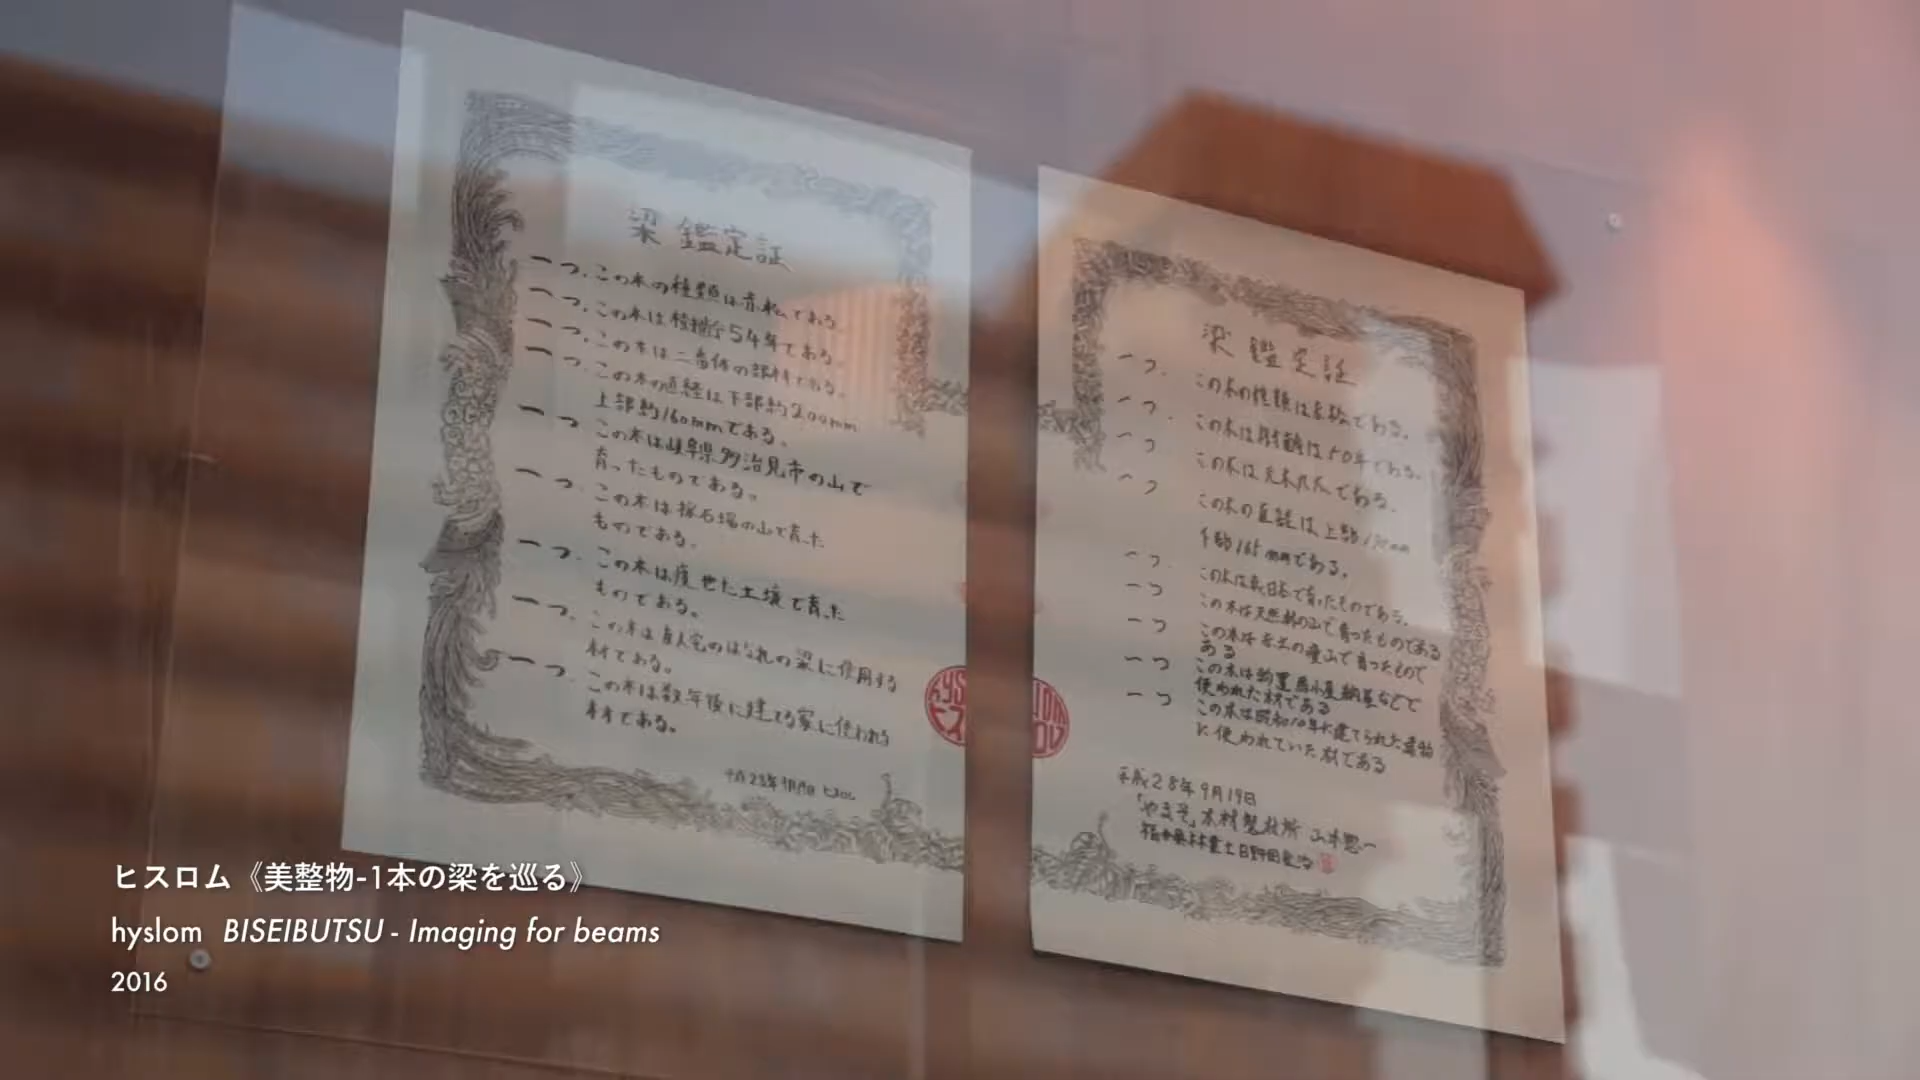 梁鑑定証
一つ、この木の種類は赤松である。
一つ、この木は樹齢54年である。
一つ、この木は二番体の部材である。
一つ、この木の直径は下部約200mm
上部約160mmである。
一つ、この木は岐阜県多治見市の山で
育ったものである。
一つ、この木は採石場の山で育った
ものである。
一つ、この木は痩せた土壌で育った
ものである。
一つ、この木は のはなれの梁に使用する
材である。
一つ、この木は数年後に建てる家に使われる
材である。
梁鑑定証
一つ、この木の種類は赤松である。
一つ、この木は樹齢は50年である。
一つ、この木は である。
一つ、この木の直径は上部
下部165mmである。
一つ、この木は で育ったものである。
一つ、この木は天然林の山で育ったものである
一つ、この木は の山で育ったもので
ある
一つ、この木は 納屋などで
使われた材である
一つ、この木は昭和10年に建てられた建物
に使われていた材である
平成28年9月19日
木材製材所 山本
ヒスロム《美整物-1本の梁を巡る》
hyslom BISEIBUTSU - Imaging for beams
2016